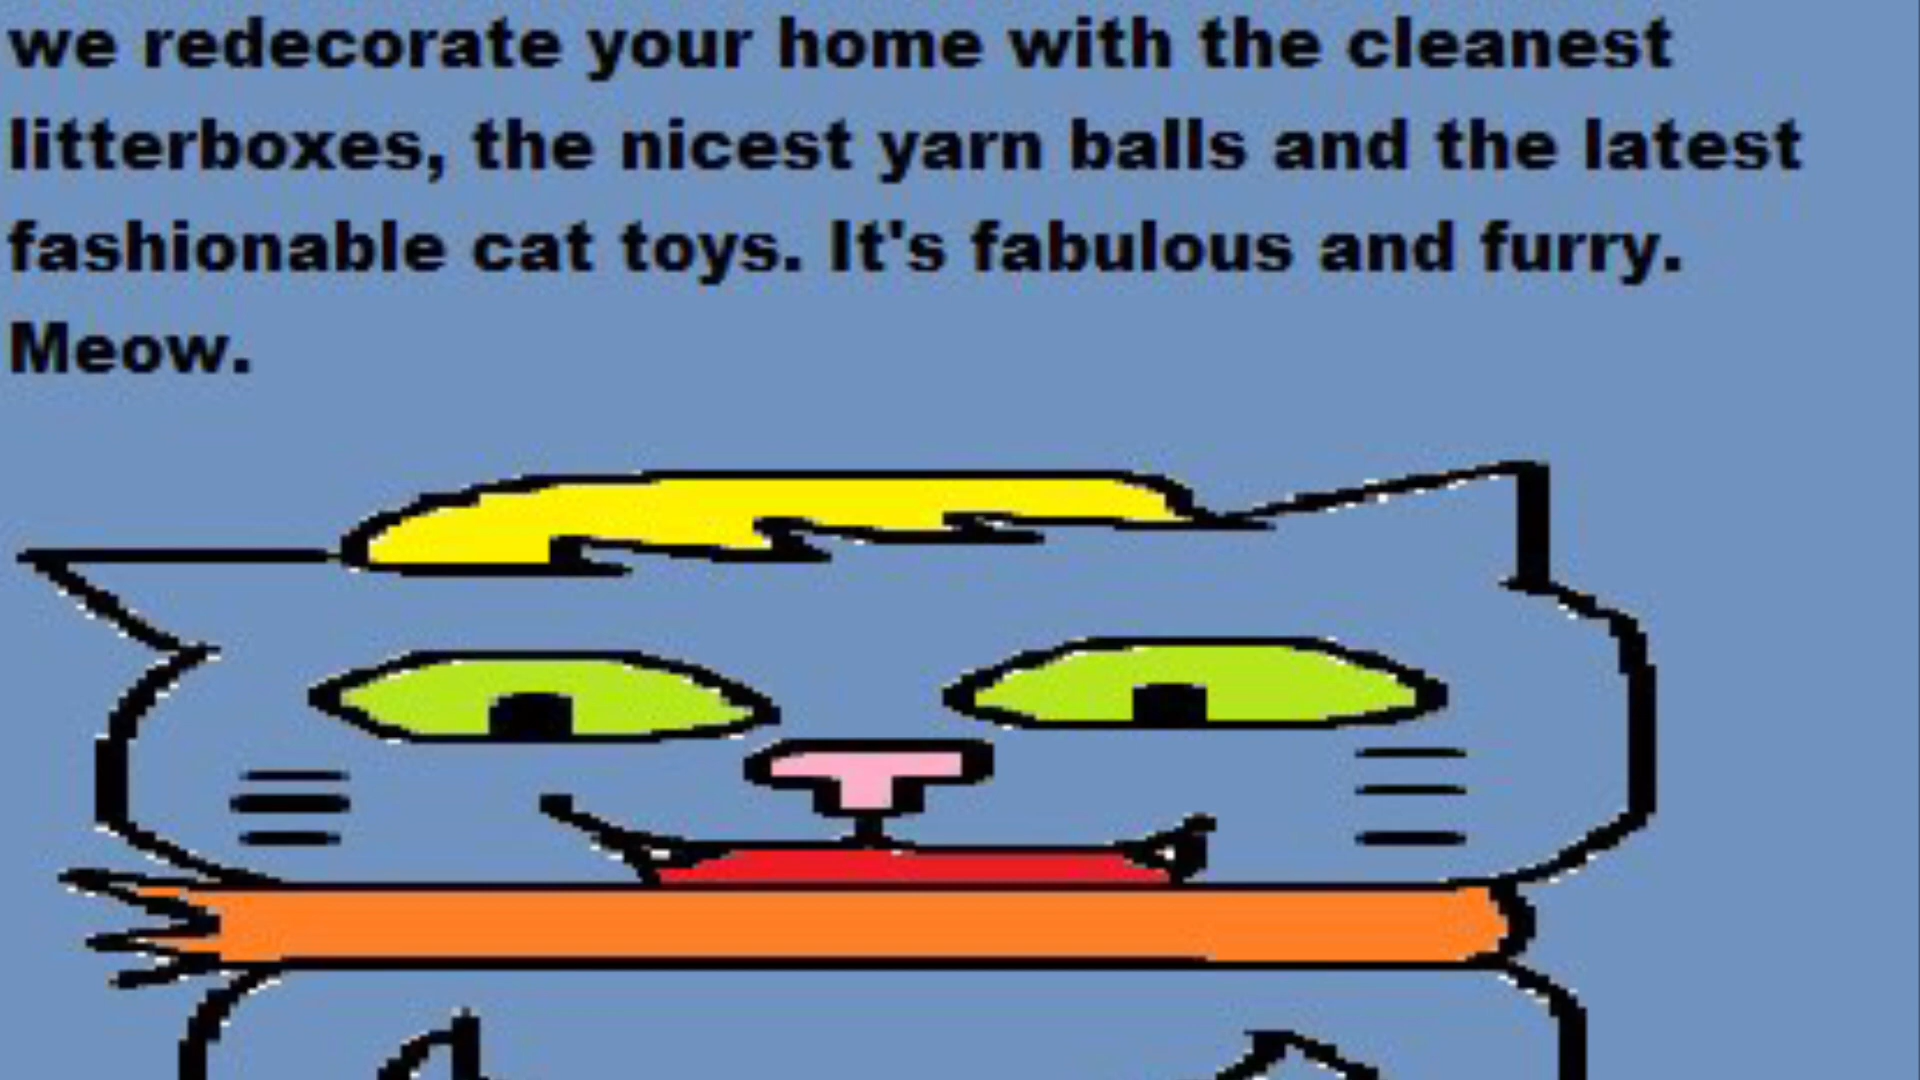 we redecorate your home with the cleanest
litterboxes, the nicest yarn balls and the latest
fashionable cat toys. It's fabulous and furry.
Meow.